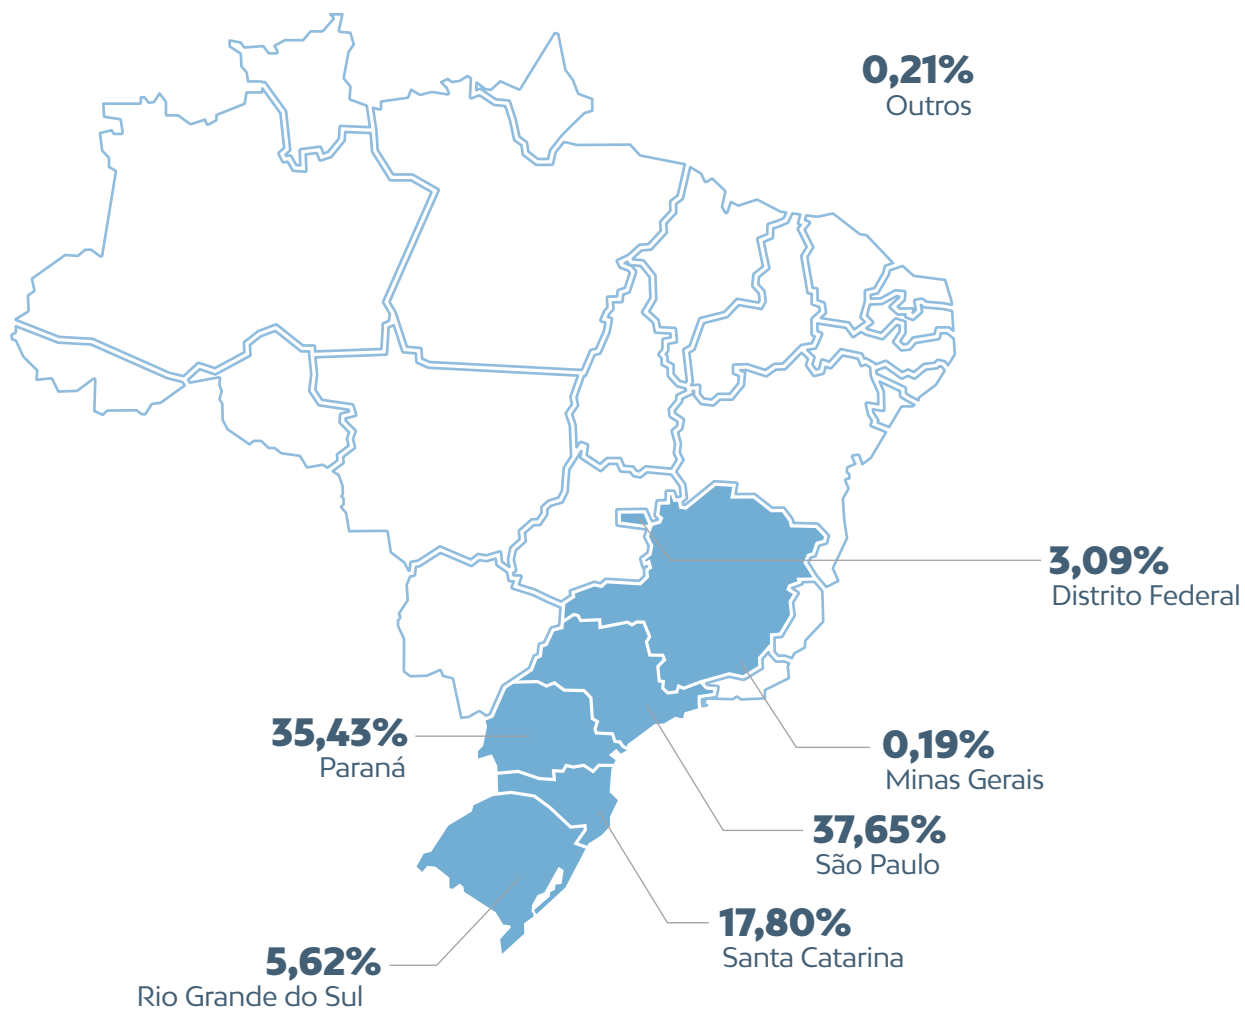 0,21%
Outros
3,09%
Distrito Federal
35,43%
Paraná
0,19%
Minas Gerais
37,65%
São Paulo
17,80%
Santa Catarina
5,62%
Rio Grande do Sul